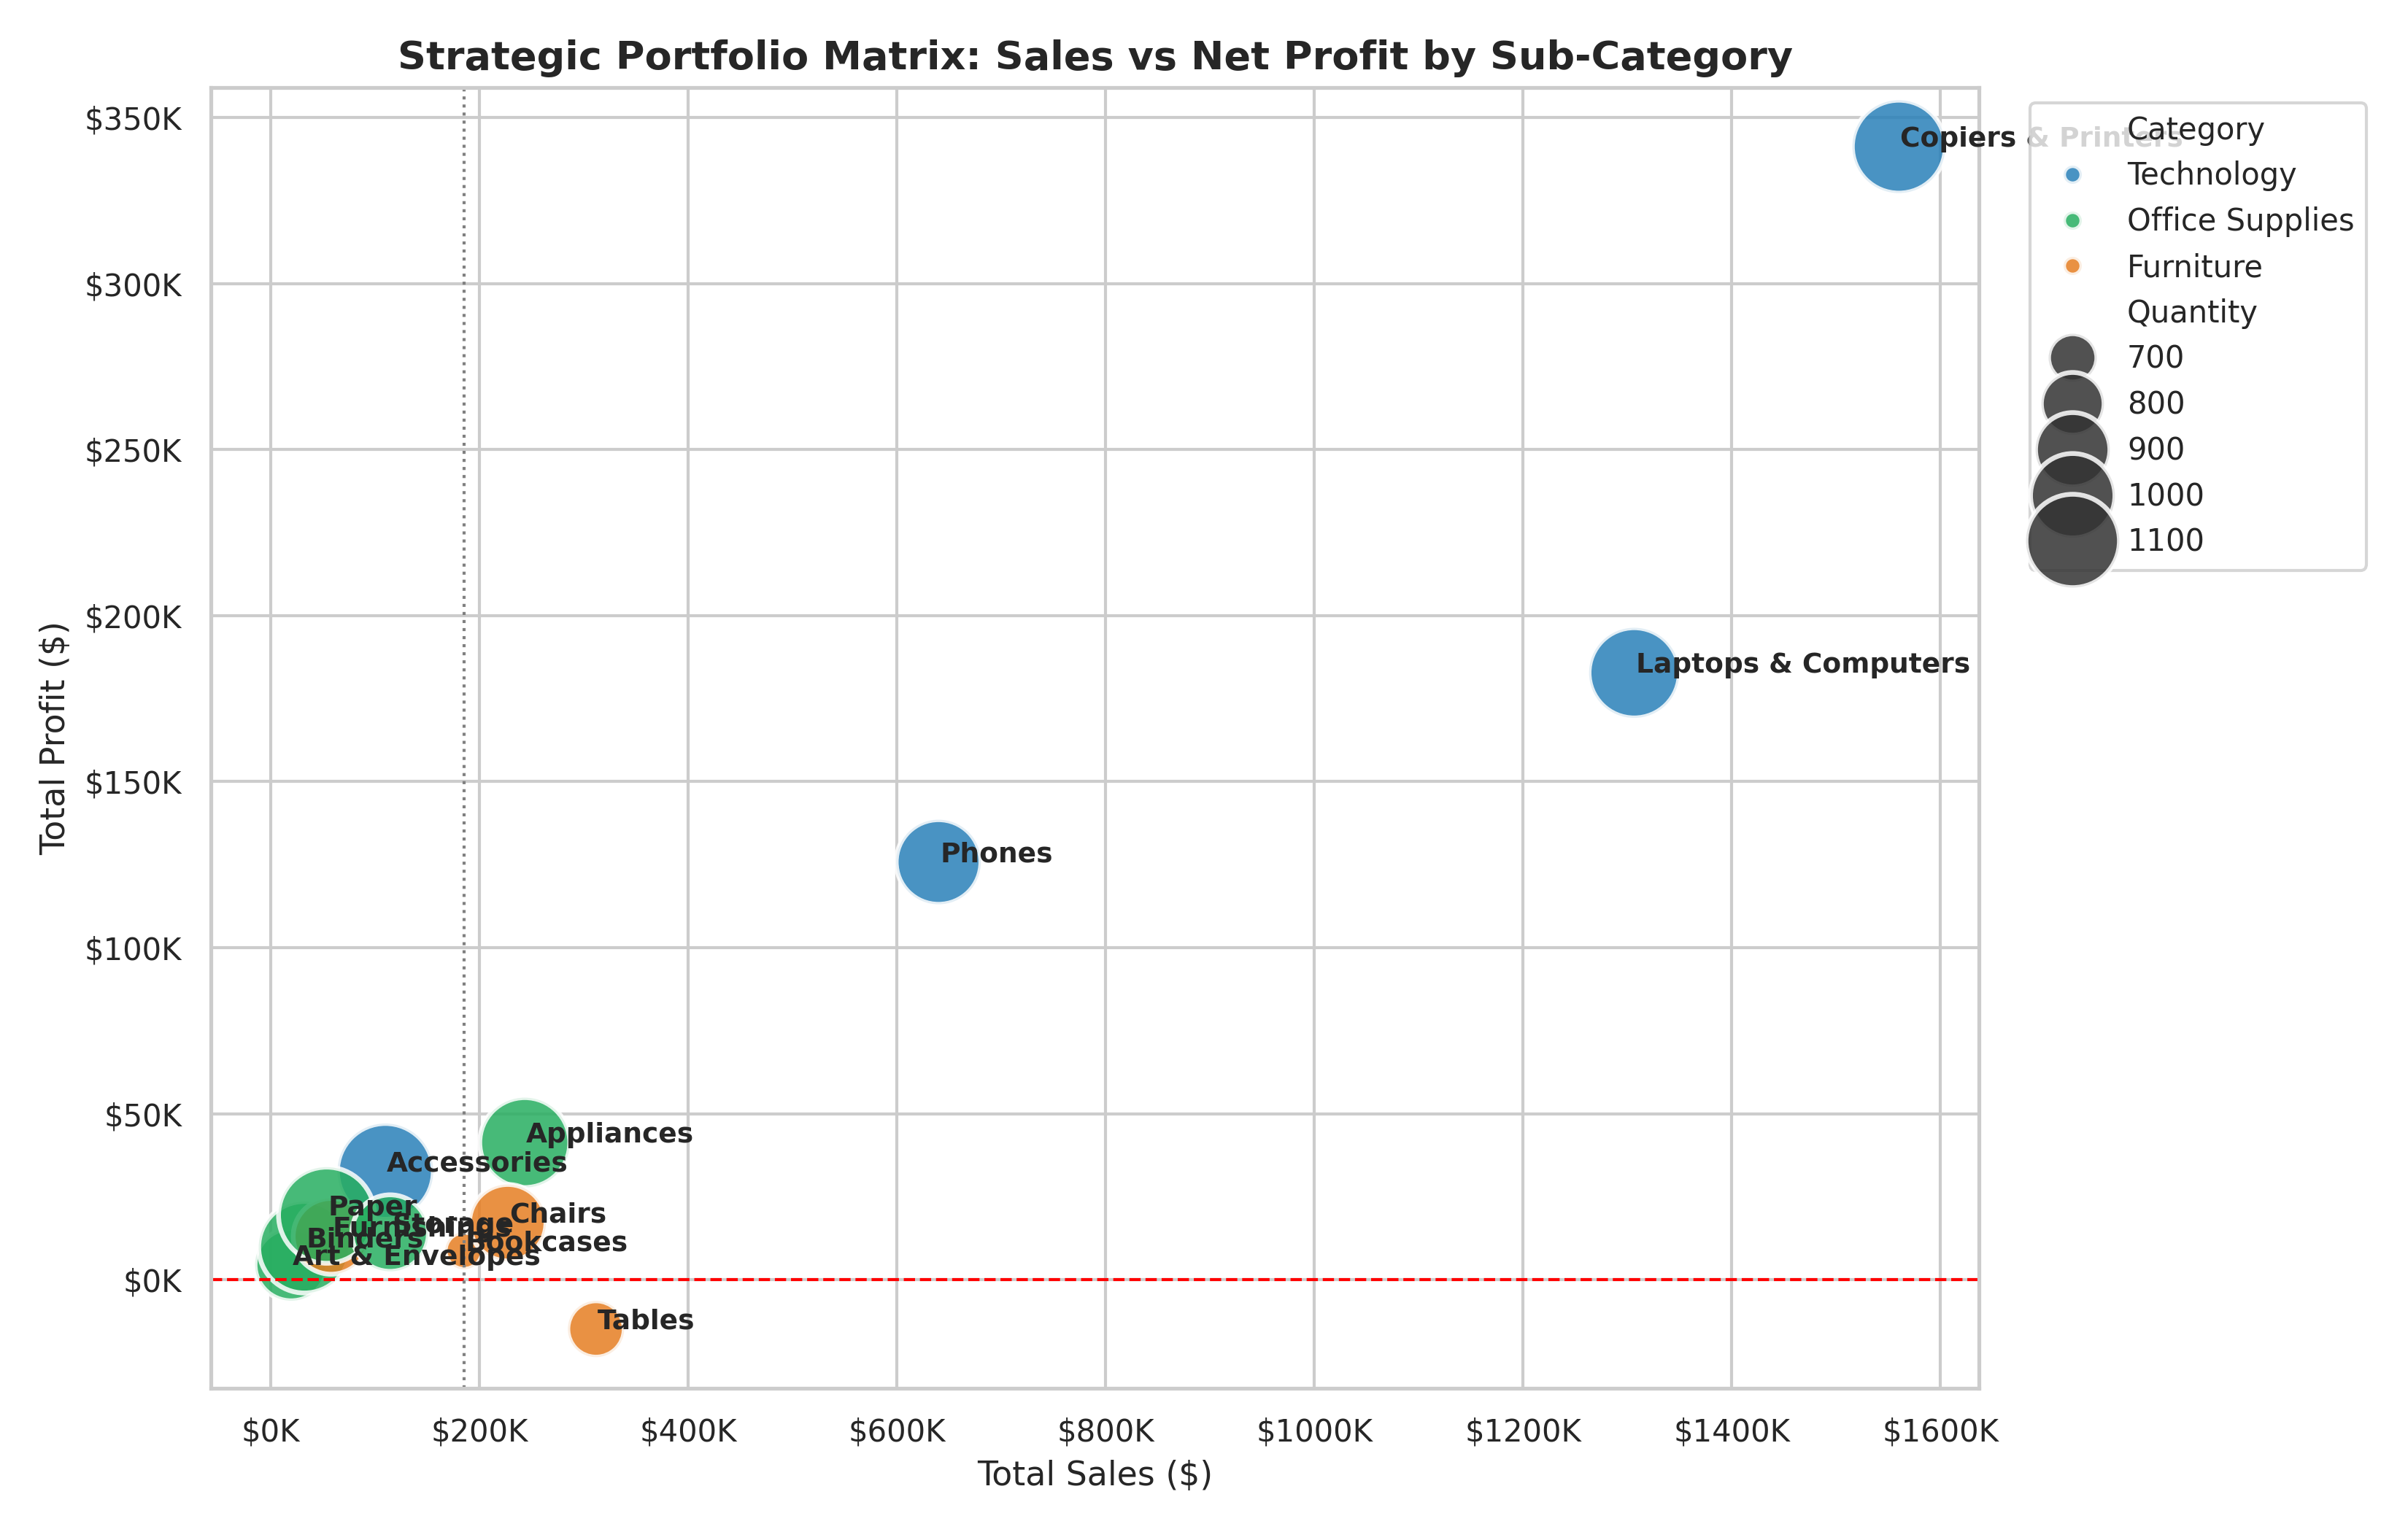 Strategic Portfolio Matrix: Sales vs Net Profit by Sub-Category
$350K
$300K
$250K
$200K
$150K
$100K
$50K
$0K
Total Profit ($)
Copiers & Printers
Laptops & Computers
Phones
Appliances
Accessories
Paper
Chairs
Storage
Furnishings
Binders
Bookcases
Art & Envelopes
Tables
$0K
$200K
$400K
$600K
$800K
$1000K
$1200K
$1400K
$1600K
Total Sales ($)
Category
Technology
Office Supplies
Furniture
Quantity
700
800
900
1000
1100